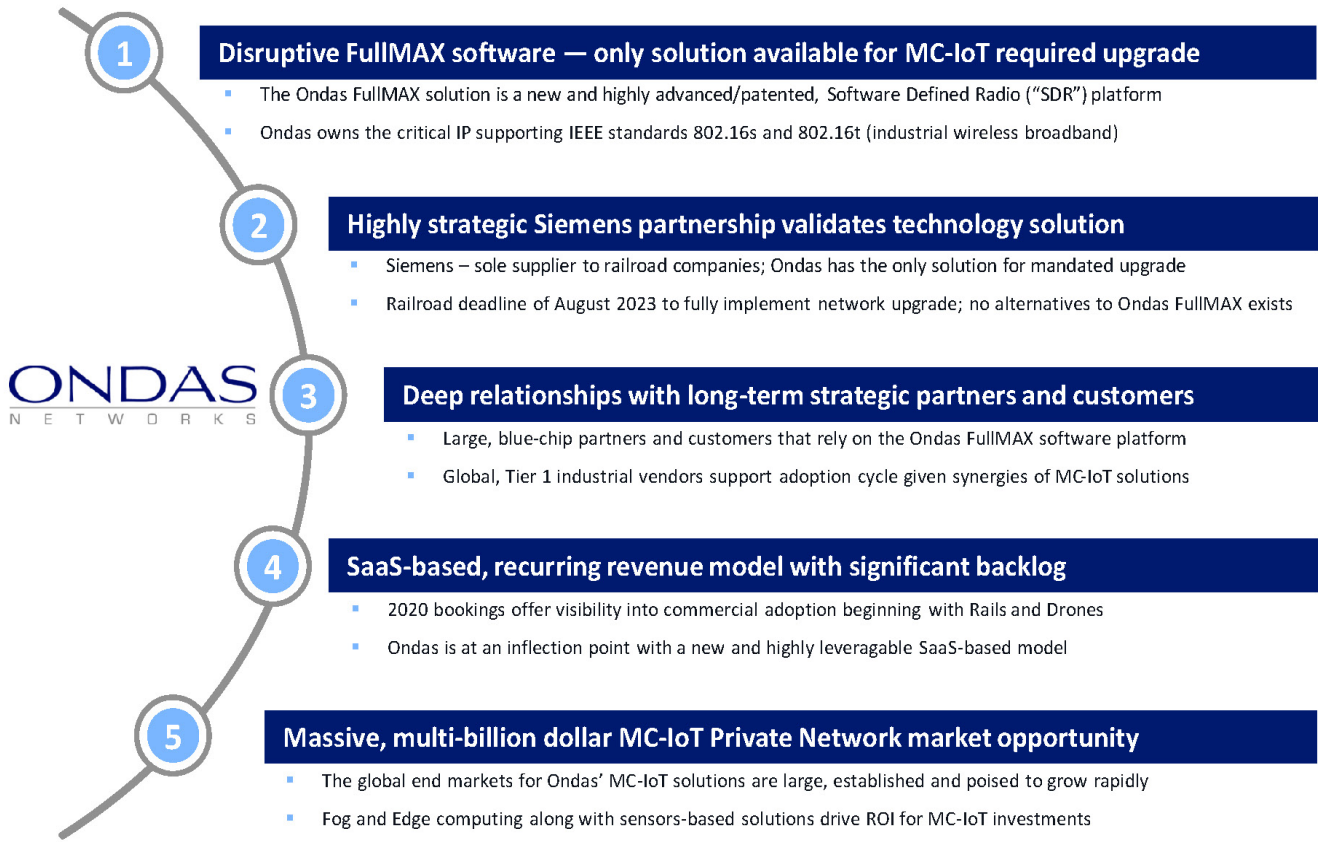 1
Disruptive FullMAX software — only solution available for MC-IoT required upgrade
▪ The Ondas FullMAX solution is a new and highly advanced/patented, Software Defined Radio (“SDR”) platform
▪ Ondas owns the critical IP supporting IEEE standards 802.16s and 802.16t (industrial wireless broadband)
2
Highly strategic Siemens partnership validates technology solution
▪ Siemens – sole supplier to railroad companies; Ondas has the only solution for mandated upgrade
▪ Railroad deadline of August 2023 to fully implement network upgrade; no alternatives to Ondas FullMAX exists
ONDAS
NETWORKS
3
Deep relationships with long-term strategic partners and customers
▪ Large, blue-chip partners and customers that rely on the Ondas FullMAX software platform
▪ Global, Tier 1 industrial vendors support adoption cycle given synergies of MC-IoT solutions
4
SaaS-based, recurring revenue model with significant backlog
▪ 2020 bookings offer visibility into commercial adoption beginning with Rails and Drones
▪ Ondas is at an inflection point with a new and highly leveragable SaaS-based model
5
Massive, multi-billion dollar MC-IoT Private Network market opportunity
▪ The global end markets for Ondas’ MC-IoT solutions are large, established and poised to grow rapidly
▪ Fog and Edge computing along with sensors-based solutions drive ROI for MC-IoT investments